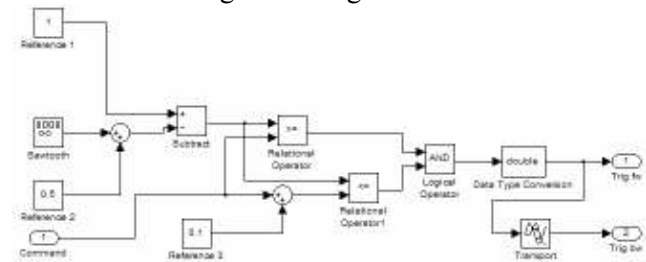 1
Reference 1
Sawtooth
+
-
Subtract
0.5
Reference 2
1
Command
0.1
Reference 3
>=
Relational
Operator
<=
Relational
Operator1
AND
Logical
Operator
double
Data Type Conversion
1
Trig fw
Transport
2
Trig bw